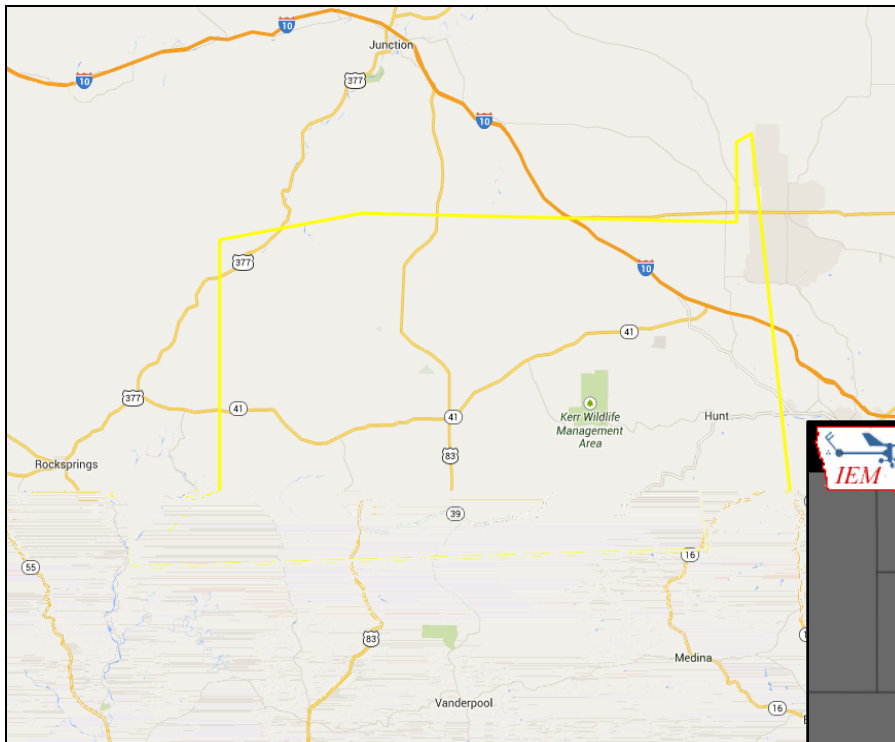 10
Junction
10
377
10
377
10
41
377
41
41
Kerr Wildlife
Management
Area
Hunt
83
Rocksprings
IEM
39
16
55
83
Medina
Vanderpool
16